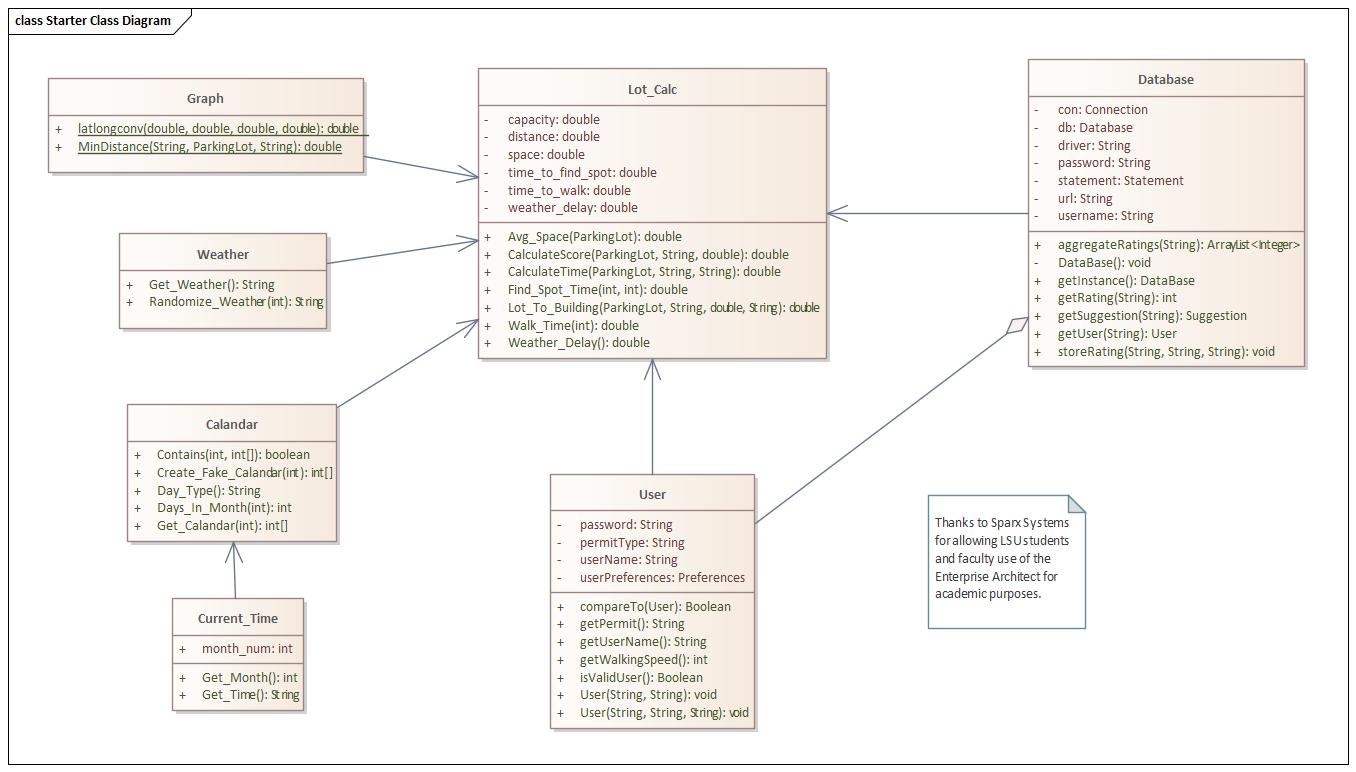 class Starter Class Diagram
Graph
+ latlongconv(double, double, double, double): double
+ MinDistance(String, ParkingLot, String): double
Weather
+ Get_Weather(): String
+ Randomize_Weather(int): String
Calandar
+ Contains(int, int[]): boolean
+ Create_Fake_Calandar(int): int[]
+ Day_Type(): String
+ Days_In_Month(int): int
+ Get_Calandar(int): int[]
Current_Time
+ month_num: int
+ Get_Month(): int
+ Get_Time(): String
Lot_Calc
- capacity: double
- distance: double
- space: double
- time_to_find_spot: double
- time_to_walk: double
- weather_delay: double
+ Avg_Space(ParkingLot): double
+ CalculateScore(ParkingLot, String, double): double
+ CalculateTime(ParkingLot, String, String): double
+ Find_Spot_Time(int, int): double
+ Lot_To_Building(ParkingLot, String, double, String): double
+ Walk_Time(int): double
+ Weather_Delay(): double
User
- password: String
- permitType: String
- userName: String
- userPreferences: Preferences
+ compareTo(User): Boolean
+ getPermit(): String
+ getUserName(): String
+ getWalkingSpeed(): int
+ isValidUser(): Boolean
+ User(String, String): void
+ User(String, String, String): void
Database
- con: Connection
- db: Database
- driver: String
- password: String
- statement: Statement
- url: String
- username: String
+ aggregateRatings(String): ArrayList<Integer>
- DataBase(): void
+ getInstance(): DataBase
+ getRating(String): int
+ getSuggestion(String): Suggestion
+ getUser(String): User
+ storeRating(String, String, String): void
Thanks to Sparx Systems
for allowing LSU students
and faculty use of the
Enterprise Architect for
academic purposes.